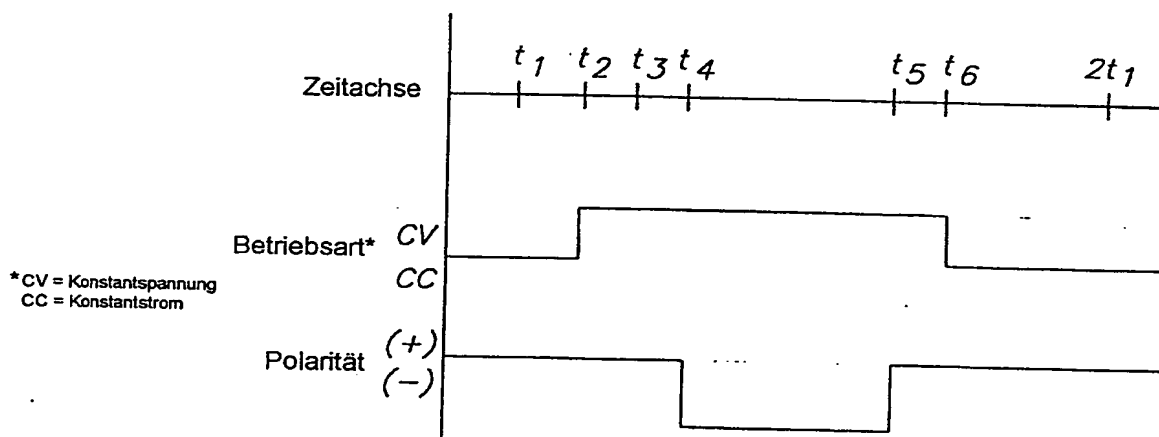 t1 t2 t3 t4 t5 t6 2t1
Zeitachse
Betriebsart* CV
CC
*CV = Konstantspannung
CC = Konstantstrom
Polarität (+)
(-)